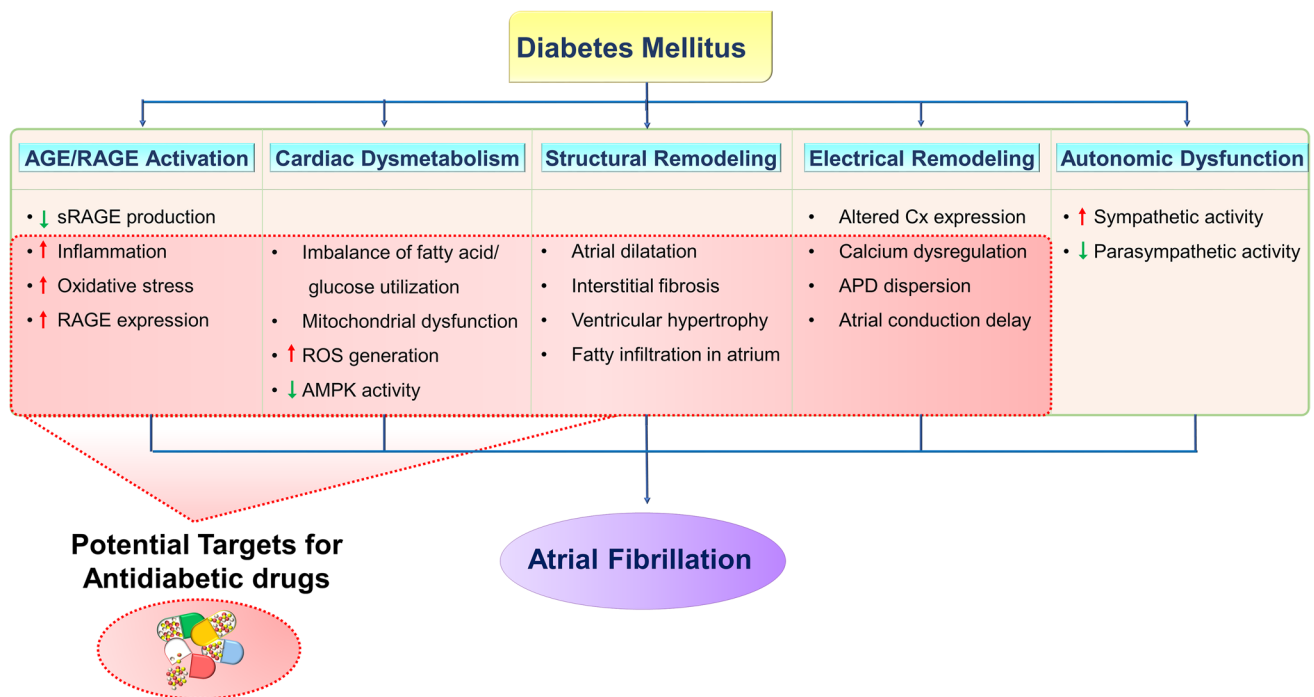 Diabetes Mellitus
AGE/RAGE Activation
• ↓ sRAGE production
• ↑ Inflammation
• ↑ Oxidative stress
• ↑ RAGE expression
Cardiac Dysmetabolism
• Imbalance of fatty acid/
glucose utilization
• Mitochondrial dysfunction
• ↑ ROS generation
• ↓ AMPK activity
Structural Remodeling
• Atrial dilatation
• Interstitial fibrosis
• Ventricular hypertrophy
• Fatty infiltration in atrium
Electrical Remodeling
• Altered Cx expression
• Calcium dysregulation
• APD dispersion
• Atrial conduction delay
Autonomic Dysfunction
• ↑ Sympathetic activity
• ↓ Parasympathetic activity
Potential Targets for
Antidiabetic drugs
Atrial Fibrillation